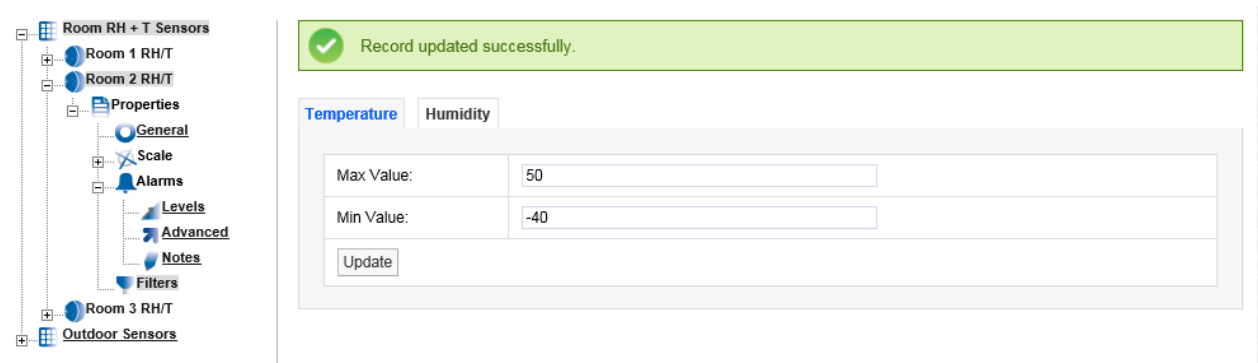 Room RH + T Sensors
Room 1 RH/T
Room 2 RH/T
Properties
General
Scale
Alarms
Levels
Advanced
Notes
Filters
Room 3 RH/T
Outdoor Sensors
Record updated successfully.
Temperature Humidity
Max Value: 50
Min Value: -40
Update